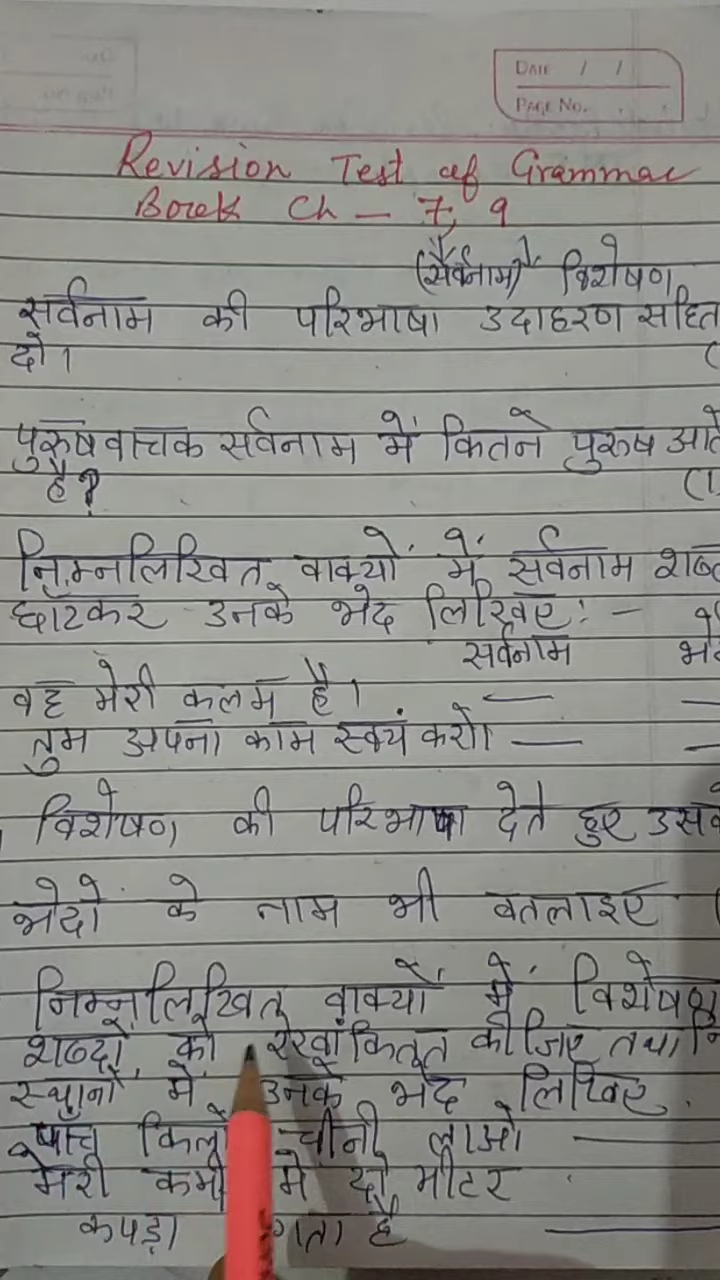 DATE / /
PAGE NO.
Revision Test of Grammar
Book Ch - 7, 9
(सर्वनाम) विशेषण
सर्वनाम की परिभाषा उदाहरण सहित
दो। (
पुरुषवाचक सर्वनाम में कितने पुरुष आते
है? (1
निम्नलिखित वाक्यों में सर्वनाम शब्द
छाटकर उनके भेद लिखिए:-
सर्वनाम भे
वह मेरी कलम है। — —
तुम अपना काम स्वयं करो। — —
विशेषण की परिभाषा देते हुए उसके
भेदों के नाम भी बतलाइए (
निम्नलिखित वाक्यों में विशेषण
शब्दों को रेखांकित कीजिए तथा
स्थानों में उनके भेद लिखिए.
पांच किलो चीनी लाओ —
मेरी कमी में दो मीटर
कपड़ा गता है —